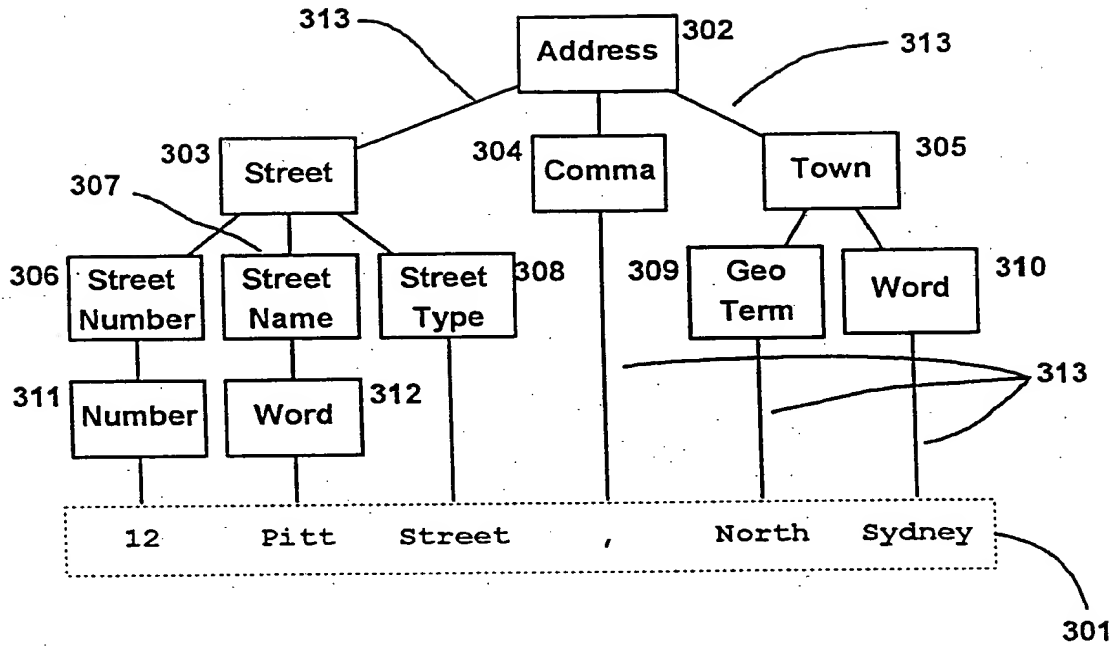 313
Address 302
313
303 Street
304 Comma
Town 305
307
306 Street Number
Street Name
Street Type 308
309 Geo Term
Word 310
311 Number
Word 312
313
12 Pitt Street , North Sydney
301